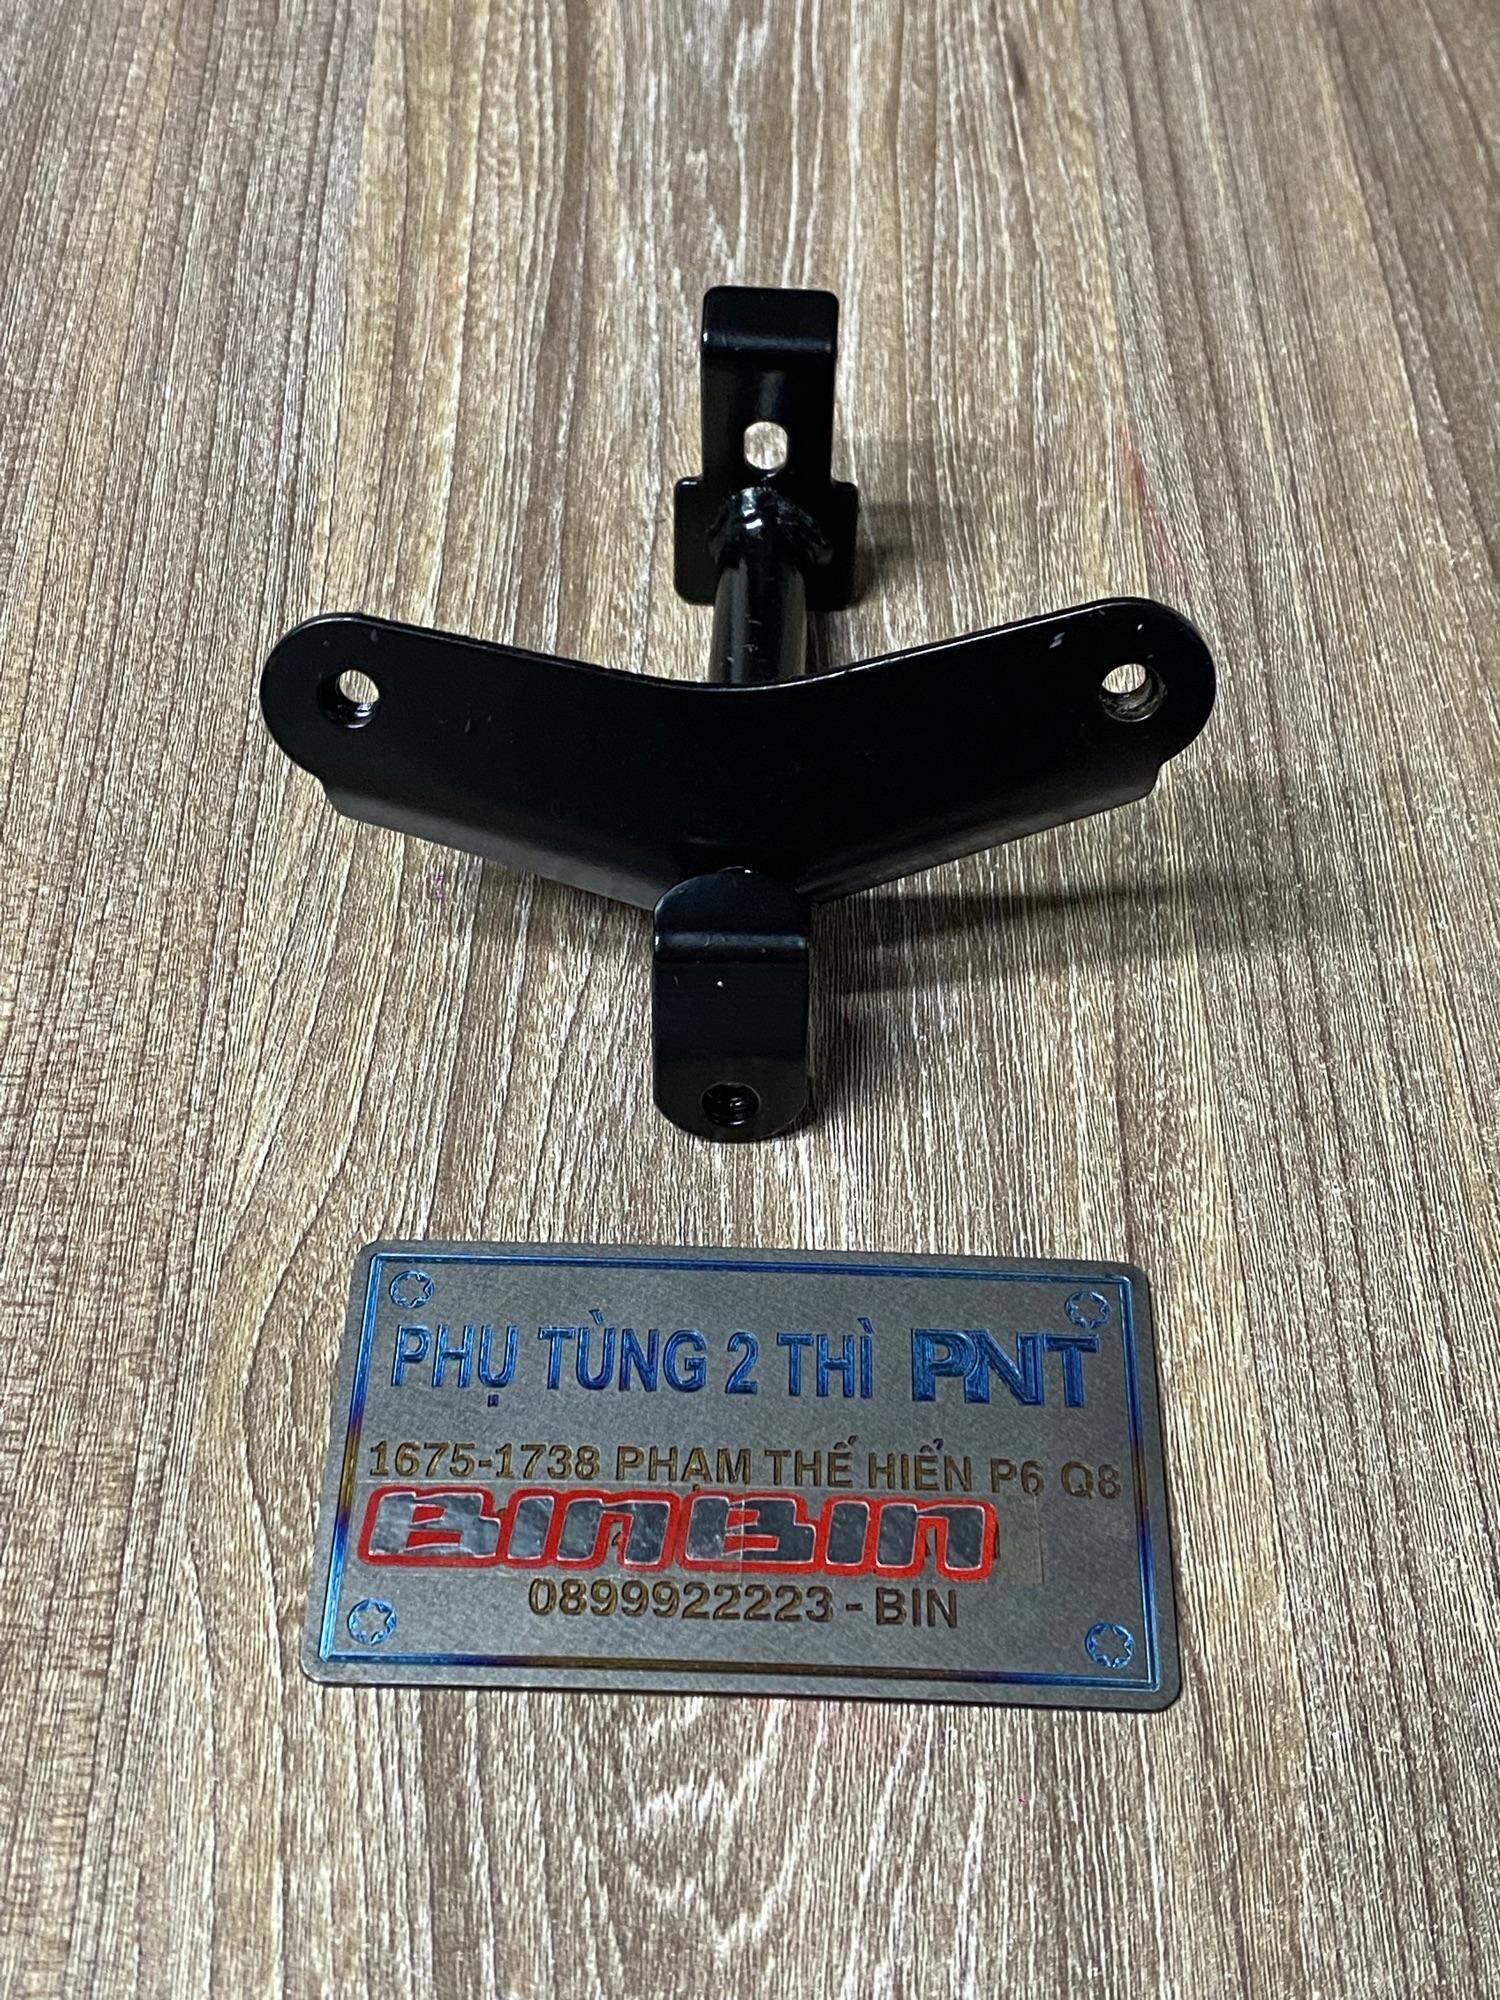 PHỤ TÙNG 2 THÌ PNT
1675-1738 PHẠM THẾ HIỂN P6 Q8
BINBIN
0899922223 - BIN